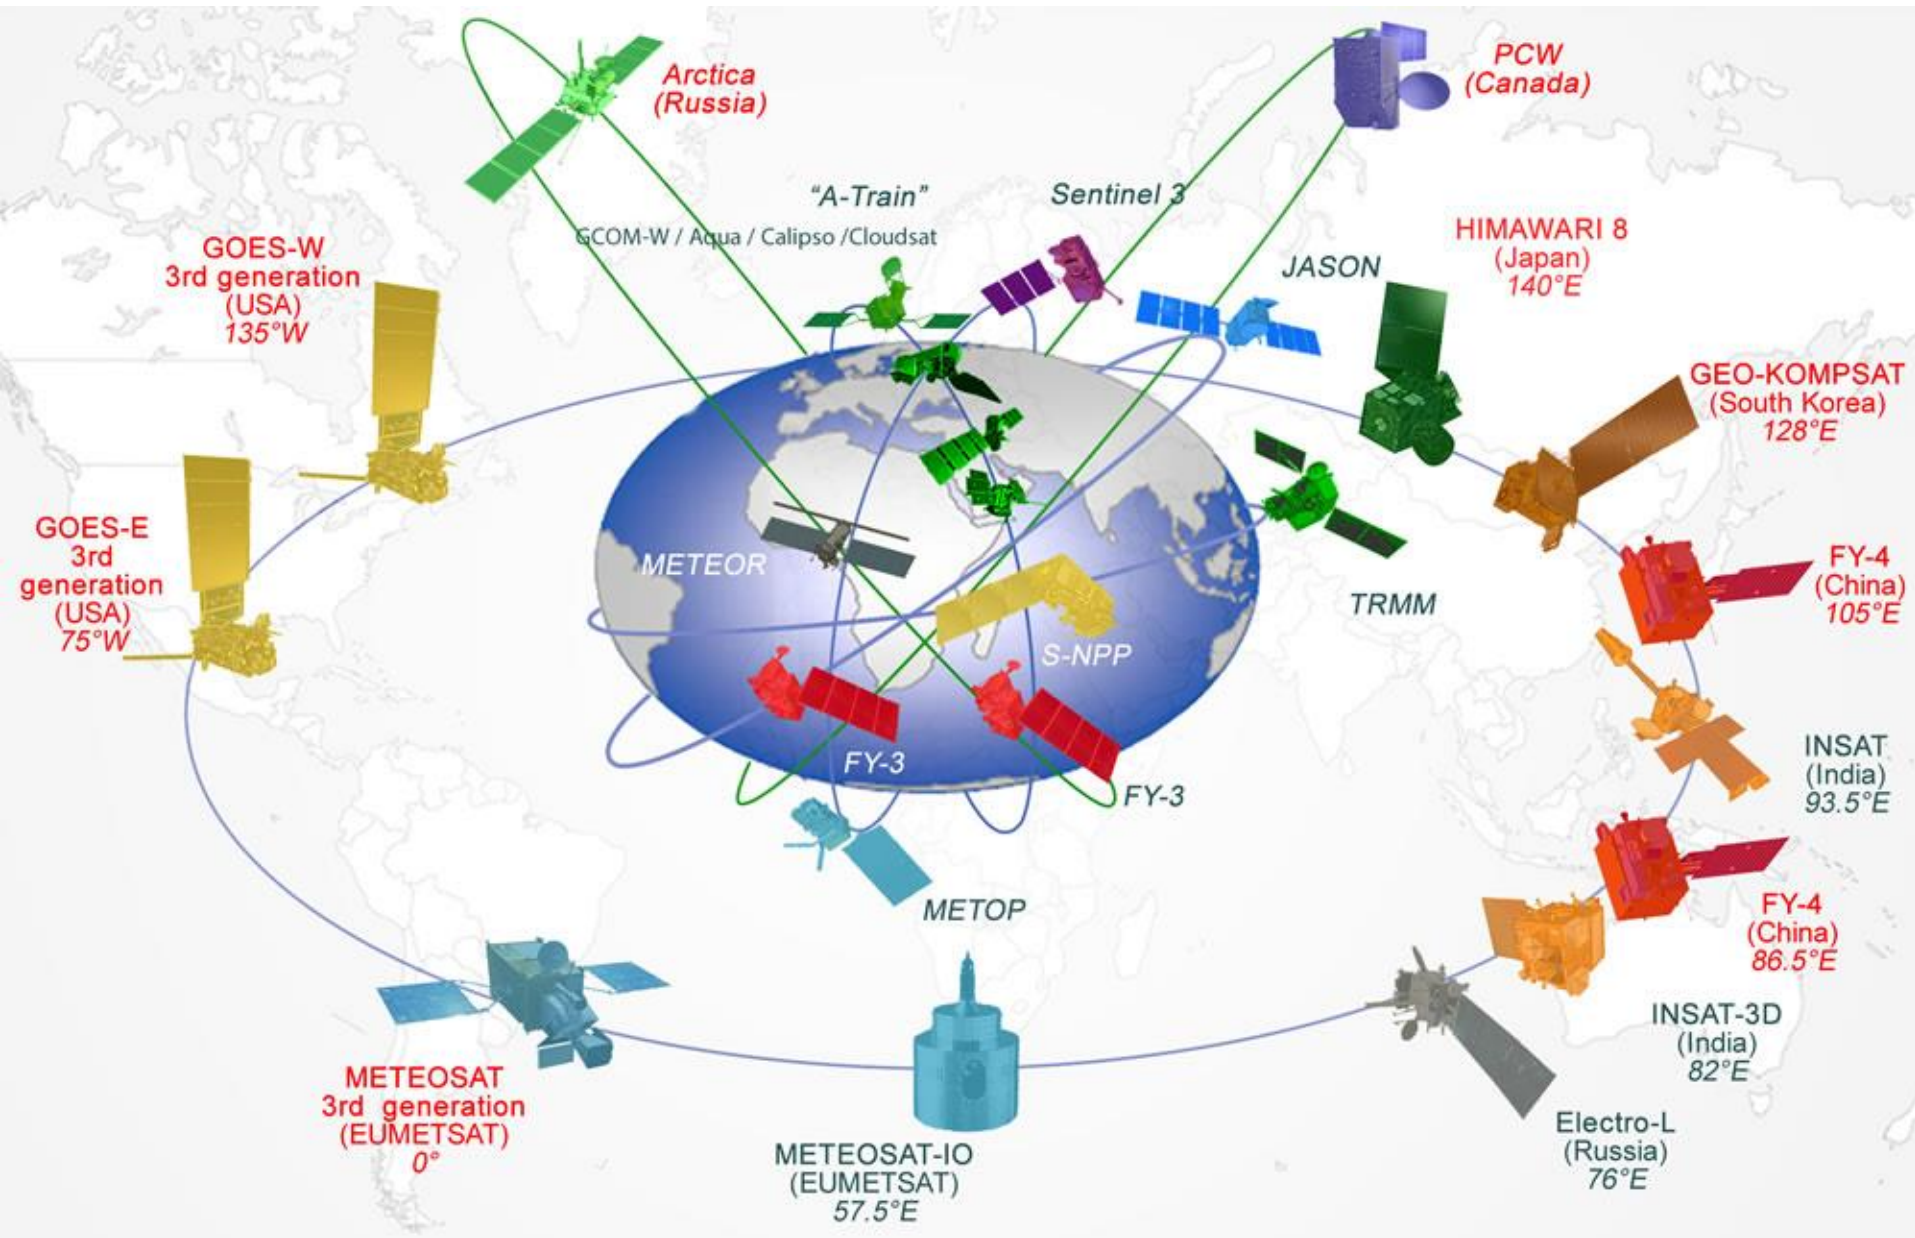 Arctica
(Russia)
PCW
(Canada)
"A-Train"
GCOM-W / Aqua / Calipso /Cloudsat
Sentinel 3
JASON
HIMAWARI 8
(Japan)
140°E
GOES-W
3rd generation
(USA)
135°W
GEO-KOMPSAT
(South Korea)
128°E
GOES-E
3rd
generation
(USA)
75°W
METEOR
FY-4
(China)
105°E
TRMM
S-NPP
FY-3
FY-3
INSAT
(India)
93.5°E
METOP
FY-4
(China)
86.5°E
INSAT-3D
(India)
82°E
METEOSAT
3rd generation
(EUMETSAT)
0°
Electro-L
(Russia)
76°E
METEOSAT-IO
(EUMETSAT)
57.5°E